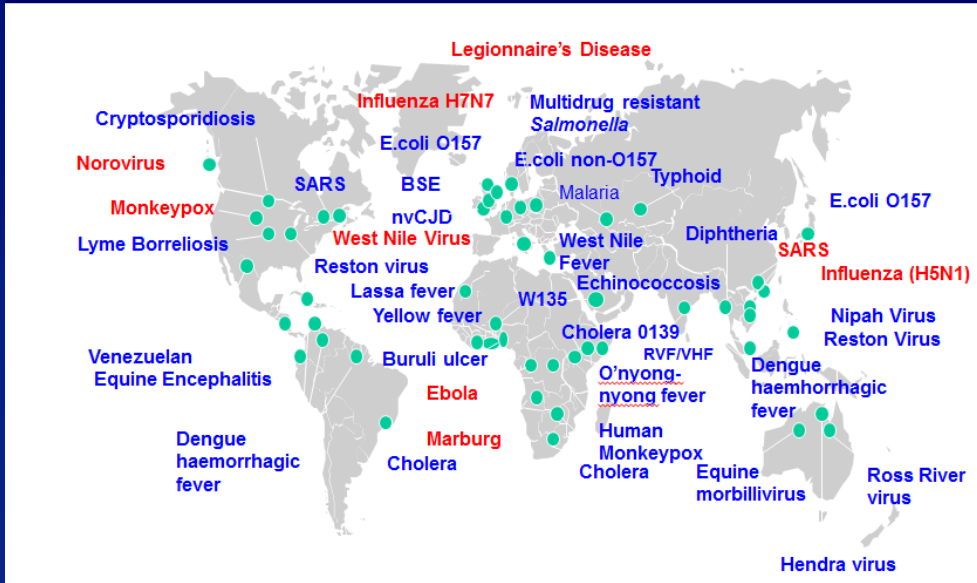 Legionnaire's Disease
Influenza H7N7
Multidrug resistant
Salmonella
Cryptosporidiosis
E.coli O157
E.coli non-O157
Norovirus
SARS
BSE
Malaria
Typhoid
E.coli O157
Monkeypox
nvCJD
Lyme Borreliosis
West Nile Virus
West Nile
Fever
Diphtheria
SARS
Reston virus
Influenza (H5N1)
Lassa fever
Echinococcosis
W135
Yellow fever
Nipah Virus
Reston Virus
Cholera 0139
Venezuelan
Equine Encephalitis
Buruli ulcer
RVF/VHF
O'nyong-
nyong fever
Dengue
haemhorrhagic
fever
Ebola
Marburg
Human
Monkeypox
Dengue
haemorrhagic
fever
Cholera
Cholera
Equine
morbillivirus
Ross River
virus
Hendra virus